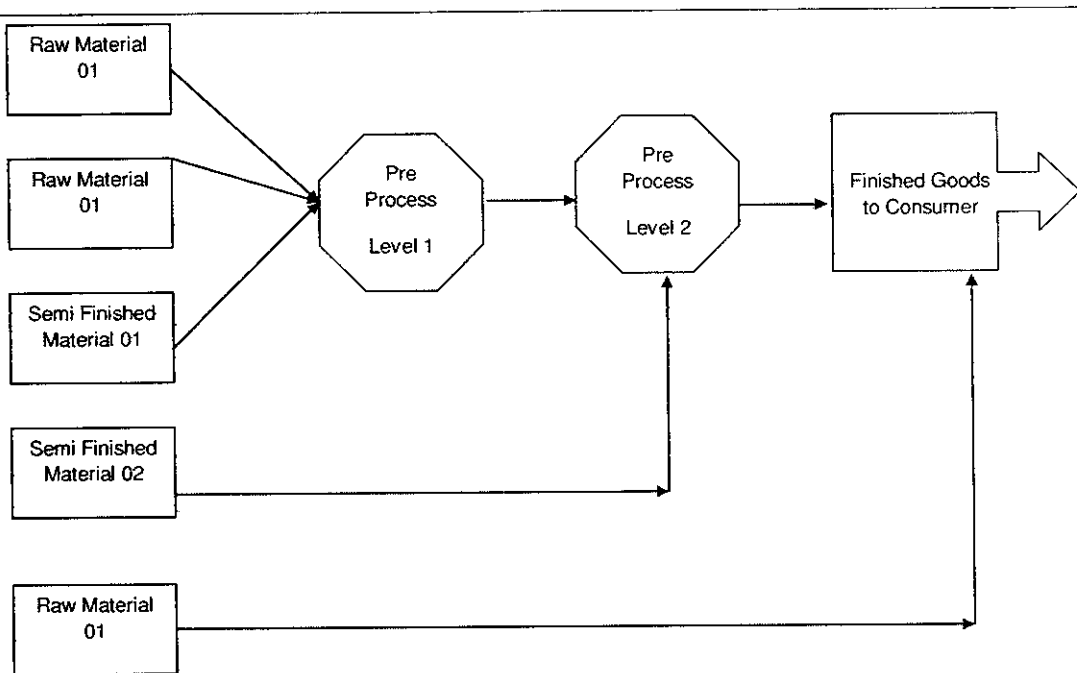 Raw Material
01
Raw Material
01
Semi Finished
Material 01
Semi Finished
Material 02
Raw Material
01
Pre
Process
Level 1
Pre
Process
Level 2
Finished Goods
to Consumer